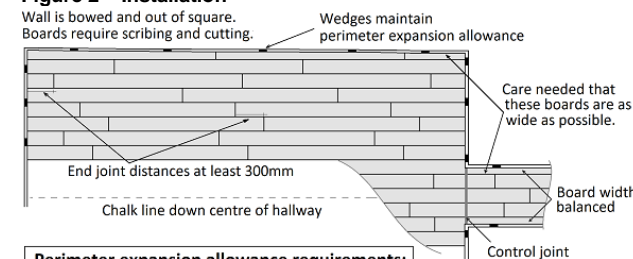 Figure 2 – Installation
Wall is bowed and out of square.
Boards require scribing and cutting.
Wedges maintain
perimeter expansion allowance
Care needed that
these boards are as
wide as possible.
End joint distances at least 300mm
Board width
balanced
Chalk line down centre of hallway
Control joint
Perimeter expansion allowance requirements: